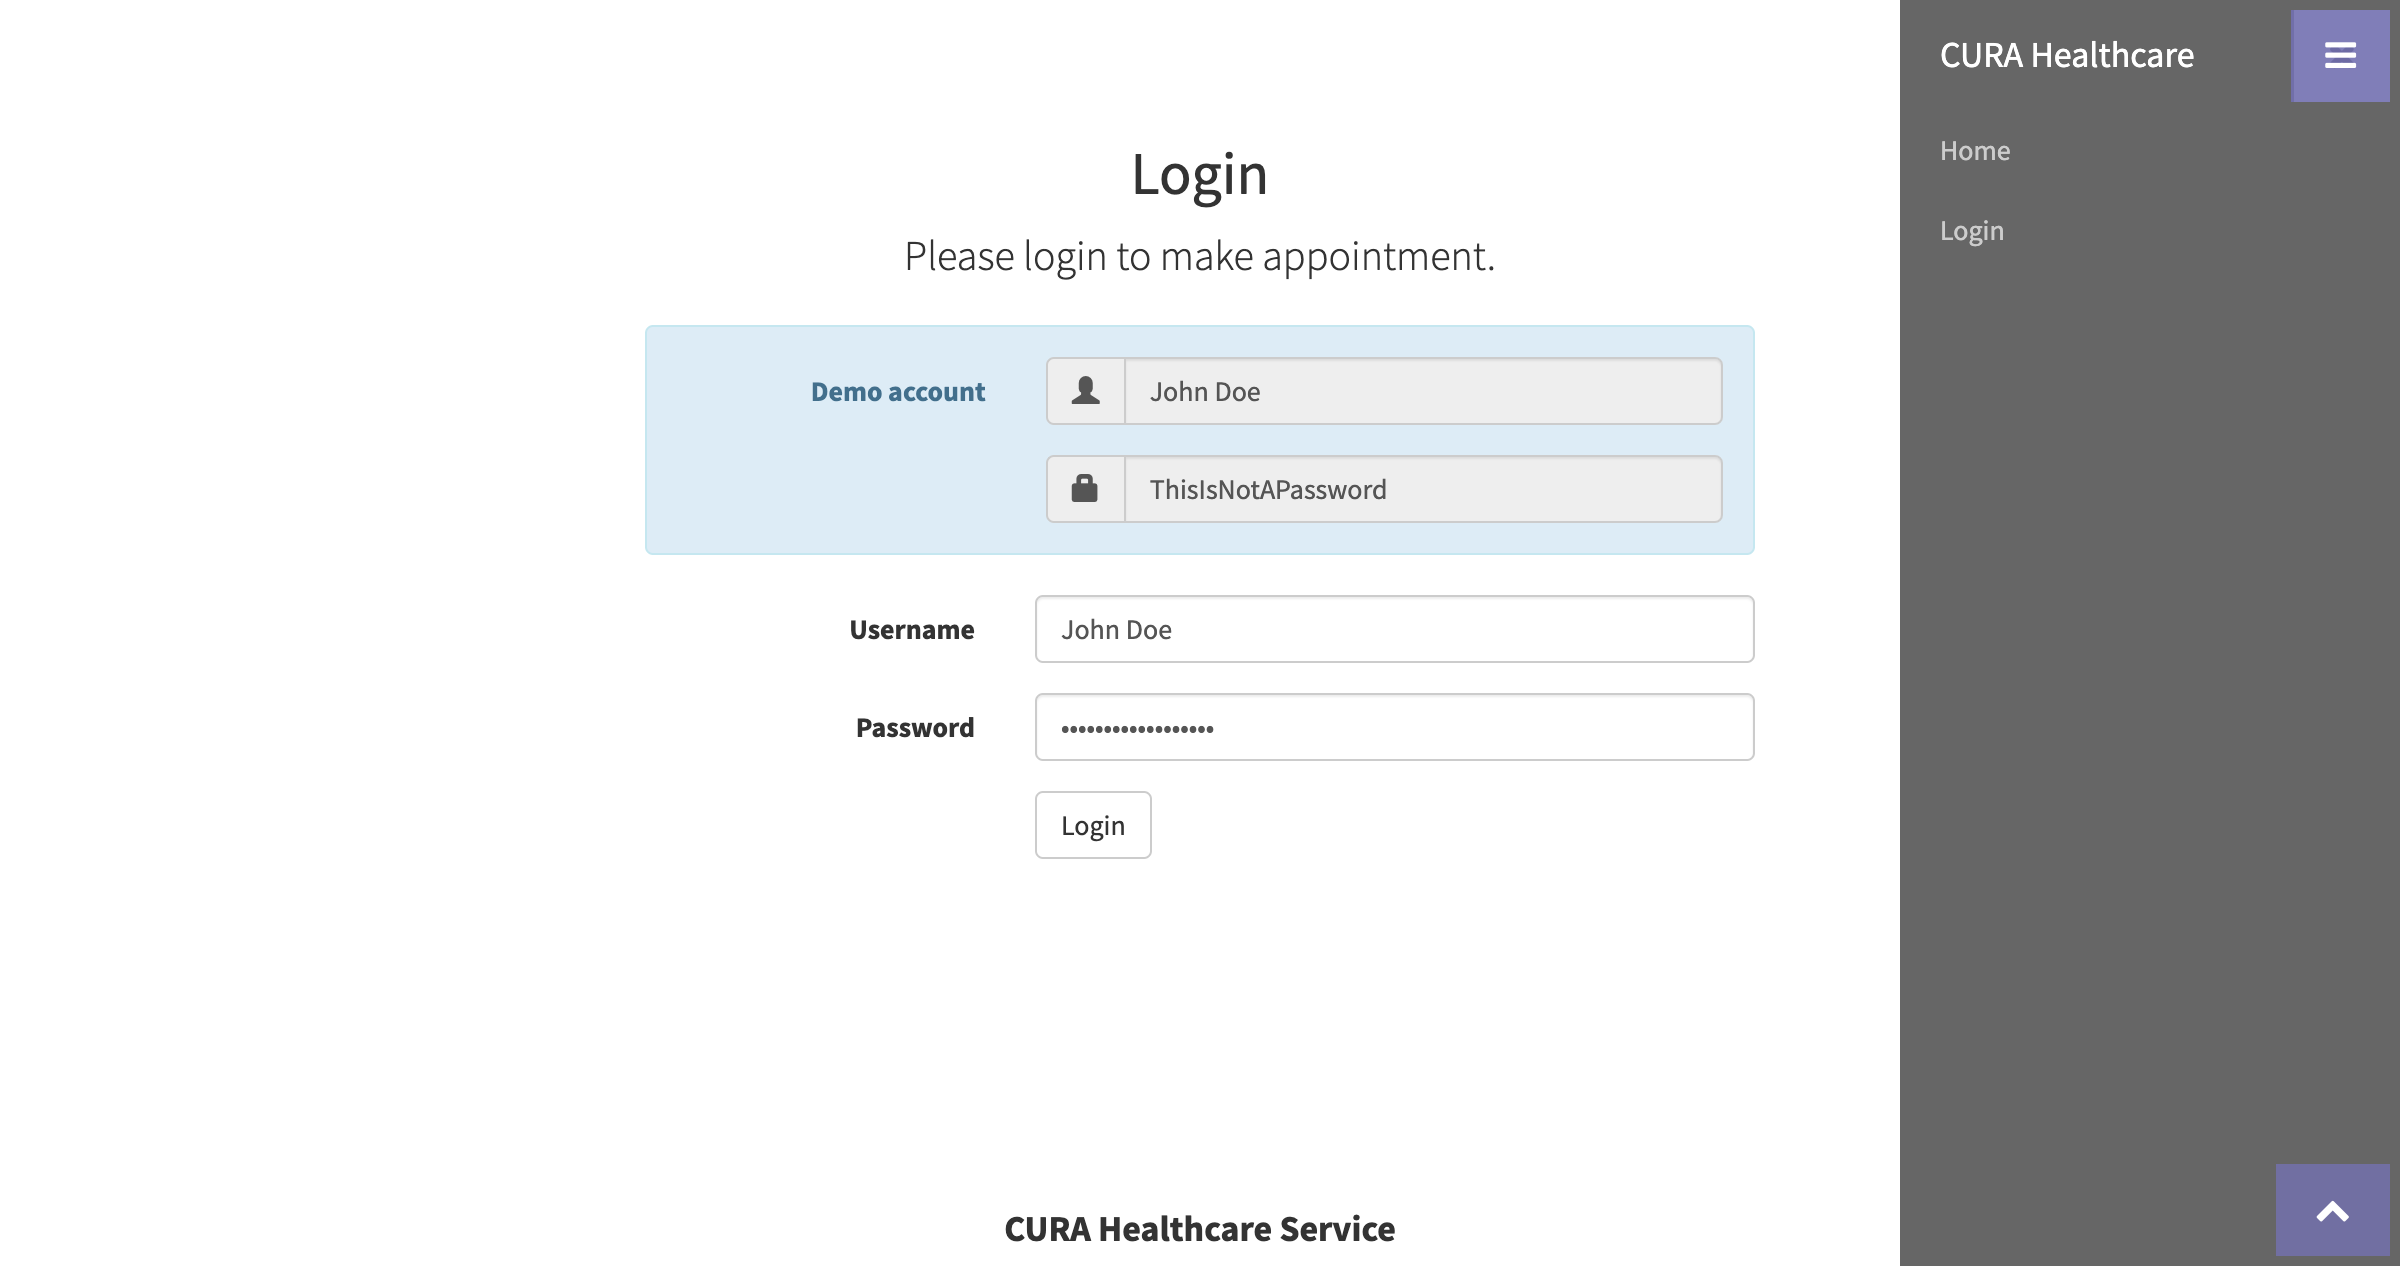 CURA Healthcare
Home
Login
Login
Please login to make appointment.
Demo account
John Doe
ThisIsNotAPassword
Username
John Doe
Password
••••••••••••••••••
Login
CURA Healthcare Service